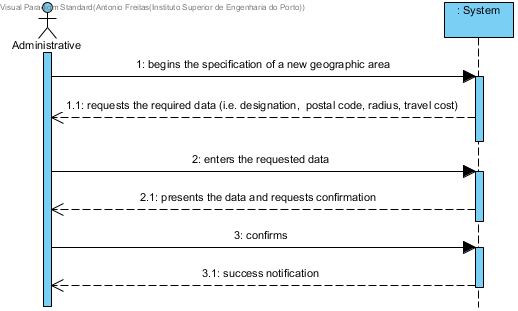 Visual Paradigm Standard(Antonio Freitas(Instituto Superior de Engenharia do Porto))
: System
Administrative
1: begins the specification of a new geographic area
1.1: requests the required data (i.e. designation, postal code, radius, travel cost)
2: enters the requested data
2.1: presents the data and requests confirmation
3: confirms
3.1: success notification